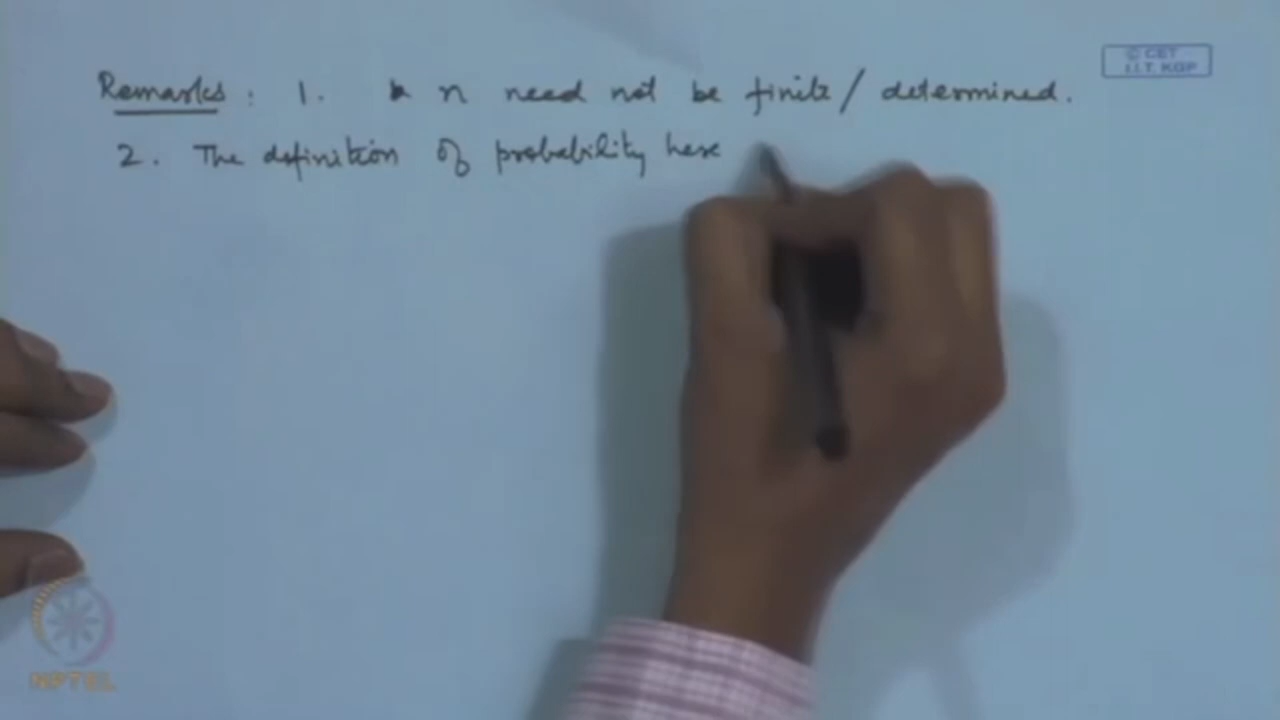 Remarks : 1. n need not be finite / determined.
2. The definition of probability here
© CET
I.I.T. KGP
NPTEL